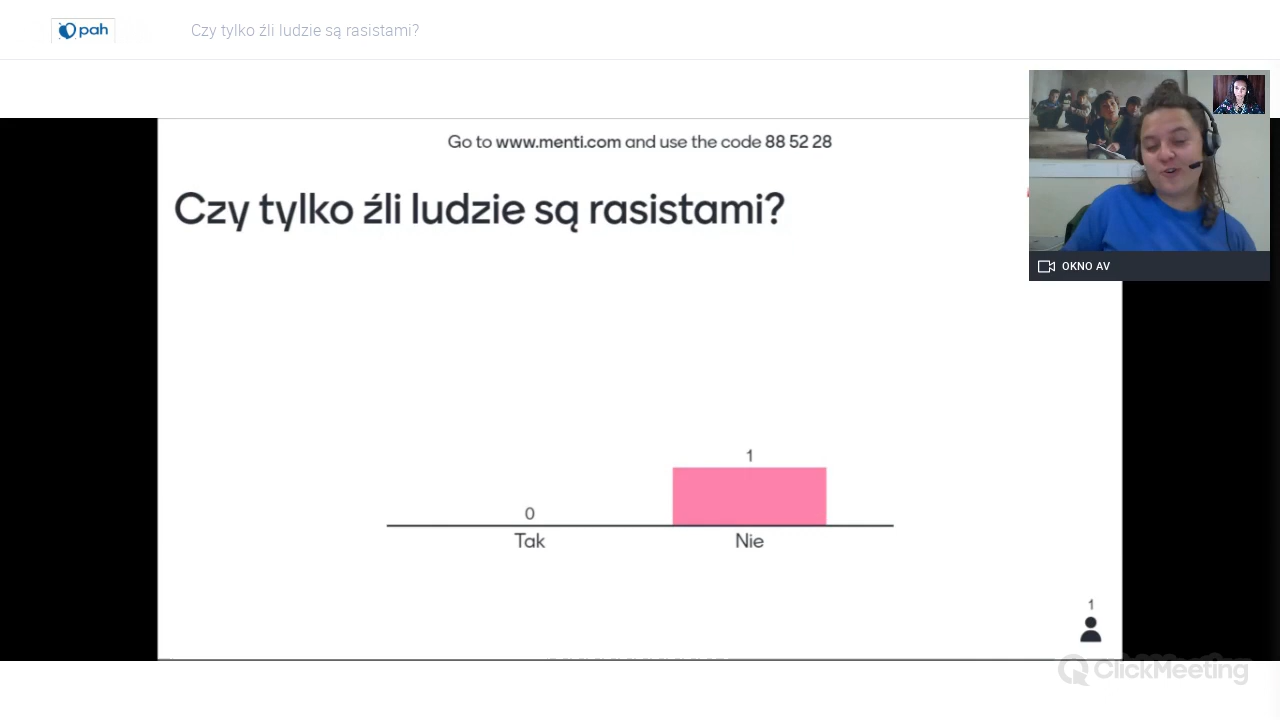 pah
Czy tylko źli ludzie są rasistami?
Go to www.menti.com and use the code 88 52 28
Czy tylko źli ludzie są rasistami?
OKNO AV
1
0
Tak
Nie
1
ClickMeeting